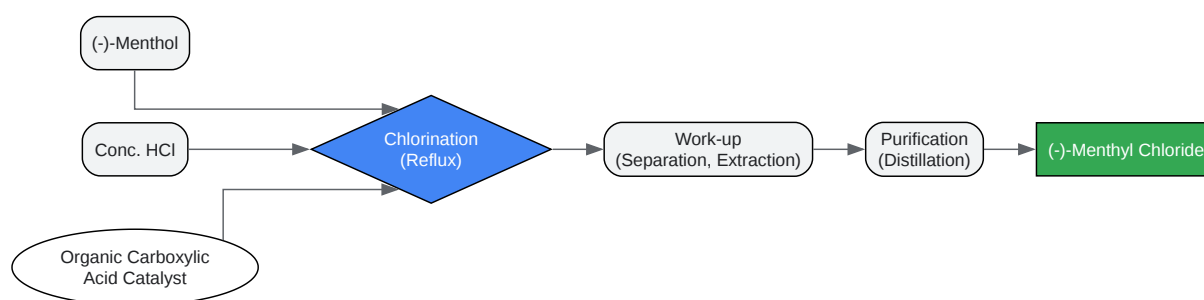 (-)-Menthol
Conc. HCl
Organic Carboxylic
Acid Catalyst
Chlorination
(Reflux)
Work-up
(Separation, Extraction)
Purification
(Distillation)
(-)-Menthyl Chloride